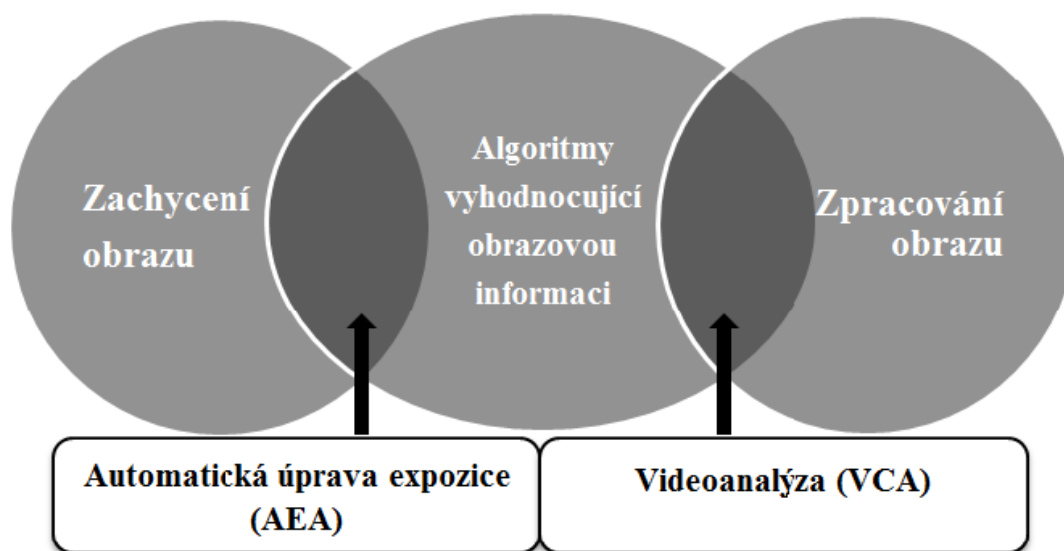 Zachycení
obrazu
Algoritmy
vyhodnocující
obrazovou
informaci
Zpracování
obrazu
Automatická úprava expozice
(AEA)
Videoanalýza (VCA)